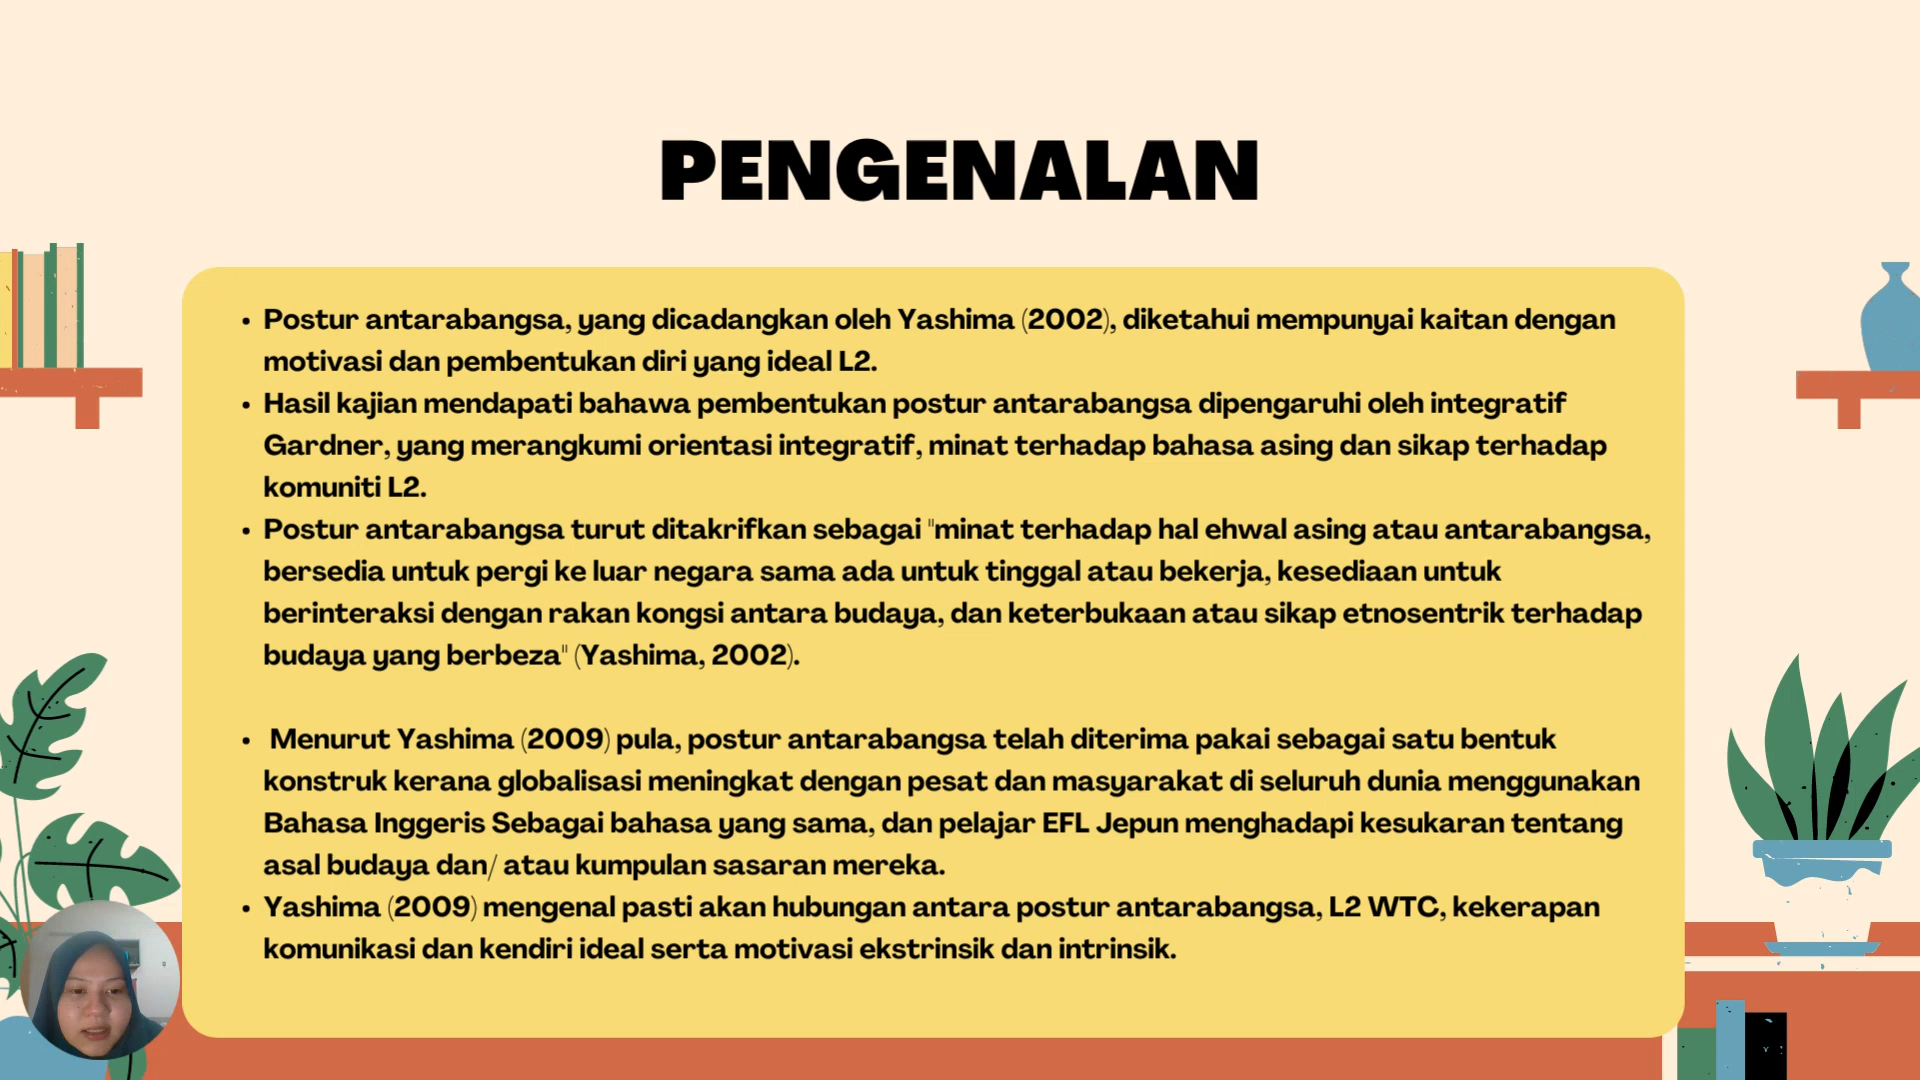 PENGENALAN
• Postur antarabangsa, yang dicadangkan oleh Yashima (2002), diketahui mempunyai kaitan dengan
motivasi dan pembentukan diri yang ideal L2.
• Hasil kajian mendapati bahawa pembentukan postur antarabangsa dipengaruhi oleh integratif
Gardner, yang merangkumi orientasi integratif, minat terhadap bahasa asing dan sikap terhadap
komuniti L2.
• Postur antarabangsa turut ditakrifkan sebagai "minat terhadap hal ehwal asing atau antarabangsa,
bersedia untuk pergi ke luar negara sama ada untuk tinggal atau bekerja, kesediaan untuk
berinteraksi dengan rakan kongsi antara budaya, dan keterbukaan atau sikap etnosentrik terhadap
budaya yang berbeza" (Yashima, 2002).
• Menurut Yashima (2009) pula, postur antarabangsa telah diterima pakai sebagai satu bentuk
konstruk kerana globalisasi meningkat dengan pesat dan masyarakat di seluruh dunia menggunakan
Bahasa Inggeris Sebagai bahasa yang sama, dan pelajar EFL Jepun menghadapi kesukaran tentang
asal budaya dan/ atau kumpulan sasaran mereka.
• Yashima (2009) mengenal pasti akan hubungan antara postur antarabangsa, L2 WTC, kekerapan
komunikasi dan kendiri ideal serta motivasi ekstrinsik dan intrinsik.